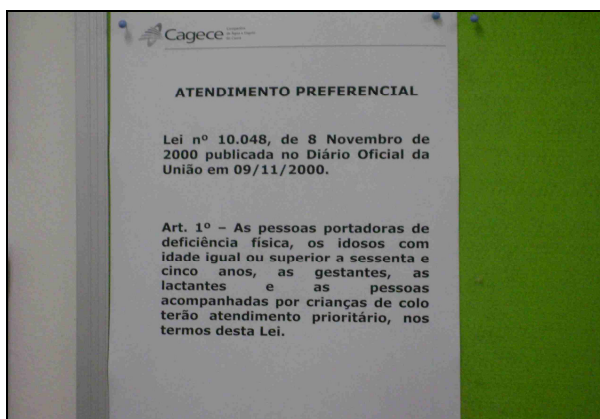 Cagece
ATENDIMENTO PREFERENCIAL
Lei nº 10.048, de 8 Novembro de
2000 publicada no Diário Oficial da
União em 09/11/2000.
Art. 1º – As pessoas portadoras de
deficiência física, os idosos com
idade igual ou superior a sessenta e
cinco anos, as gestantes, as
lactantes e as pessoas
acompanhadas por crianças de colo
terão atendimento prioritário, nos
termos desta Lei.